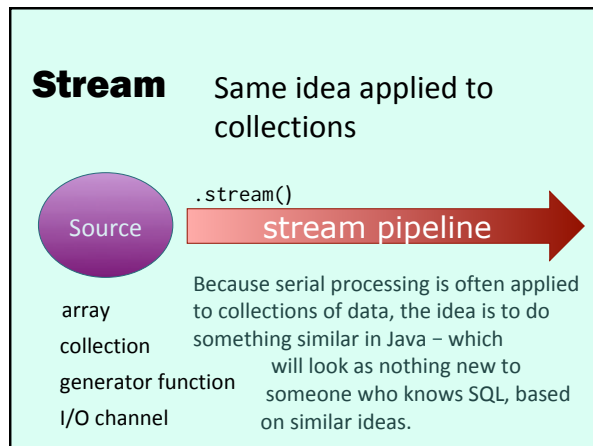 Stream
Same idea applied to
collections
.stream()
Source
stream pipeline
array
collection
generator function
I/O channel
Because serial processing is often applied
to collections of data, the idea is to do
something similar in Java – which
will look as nothing new to
someone who knows SQL, based
on similar ideas.